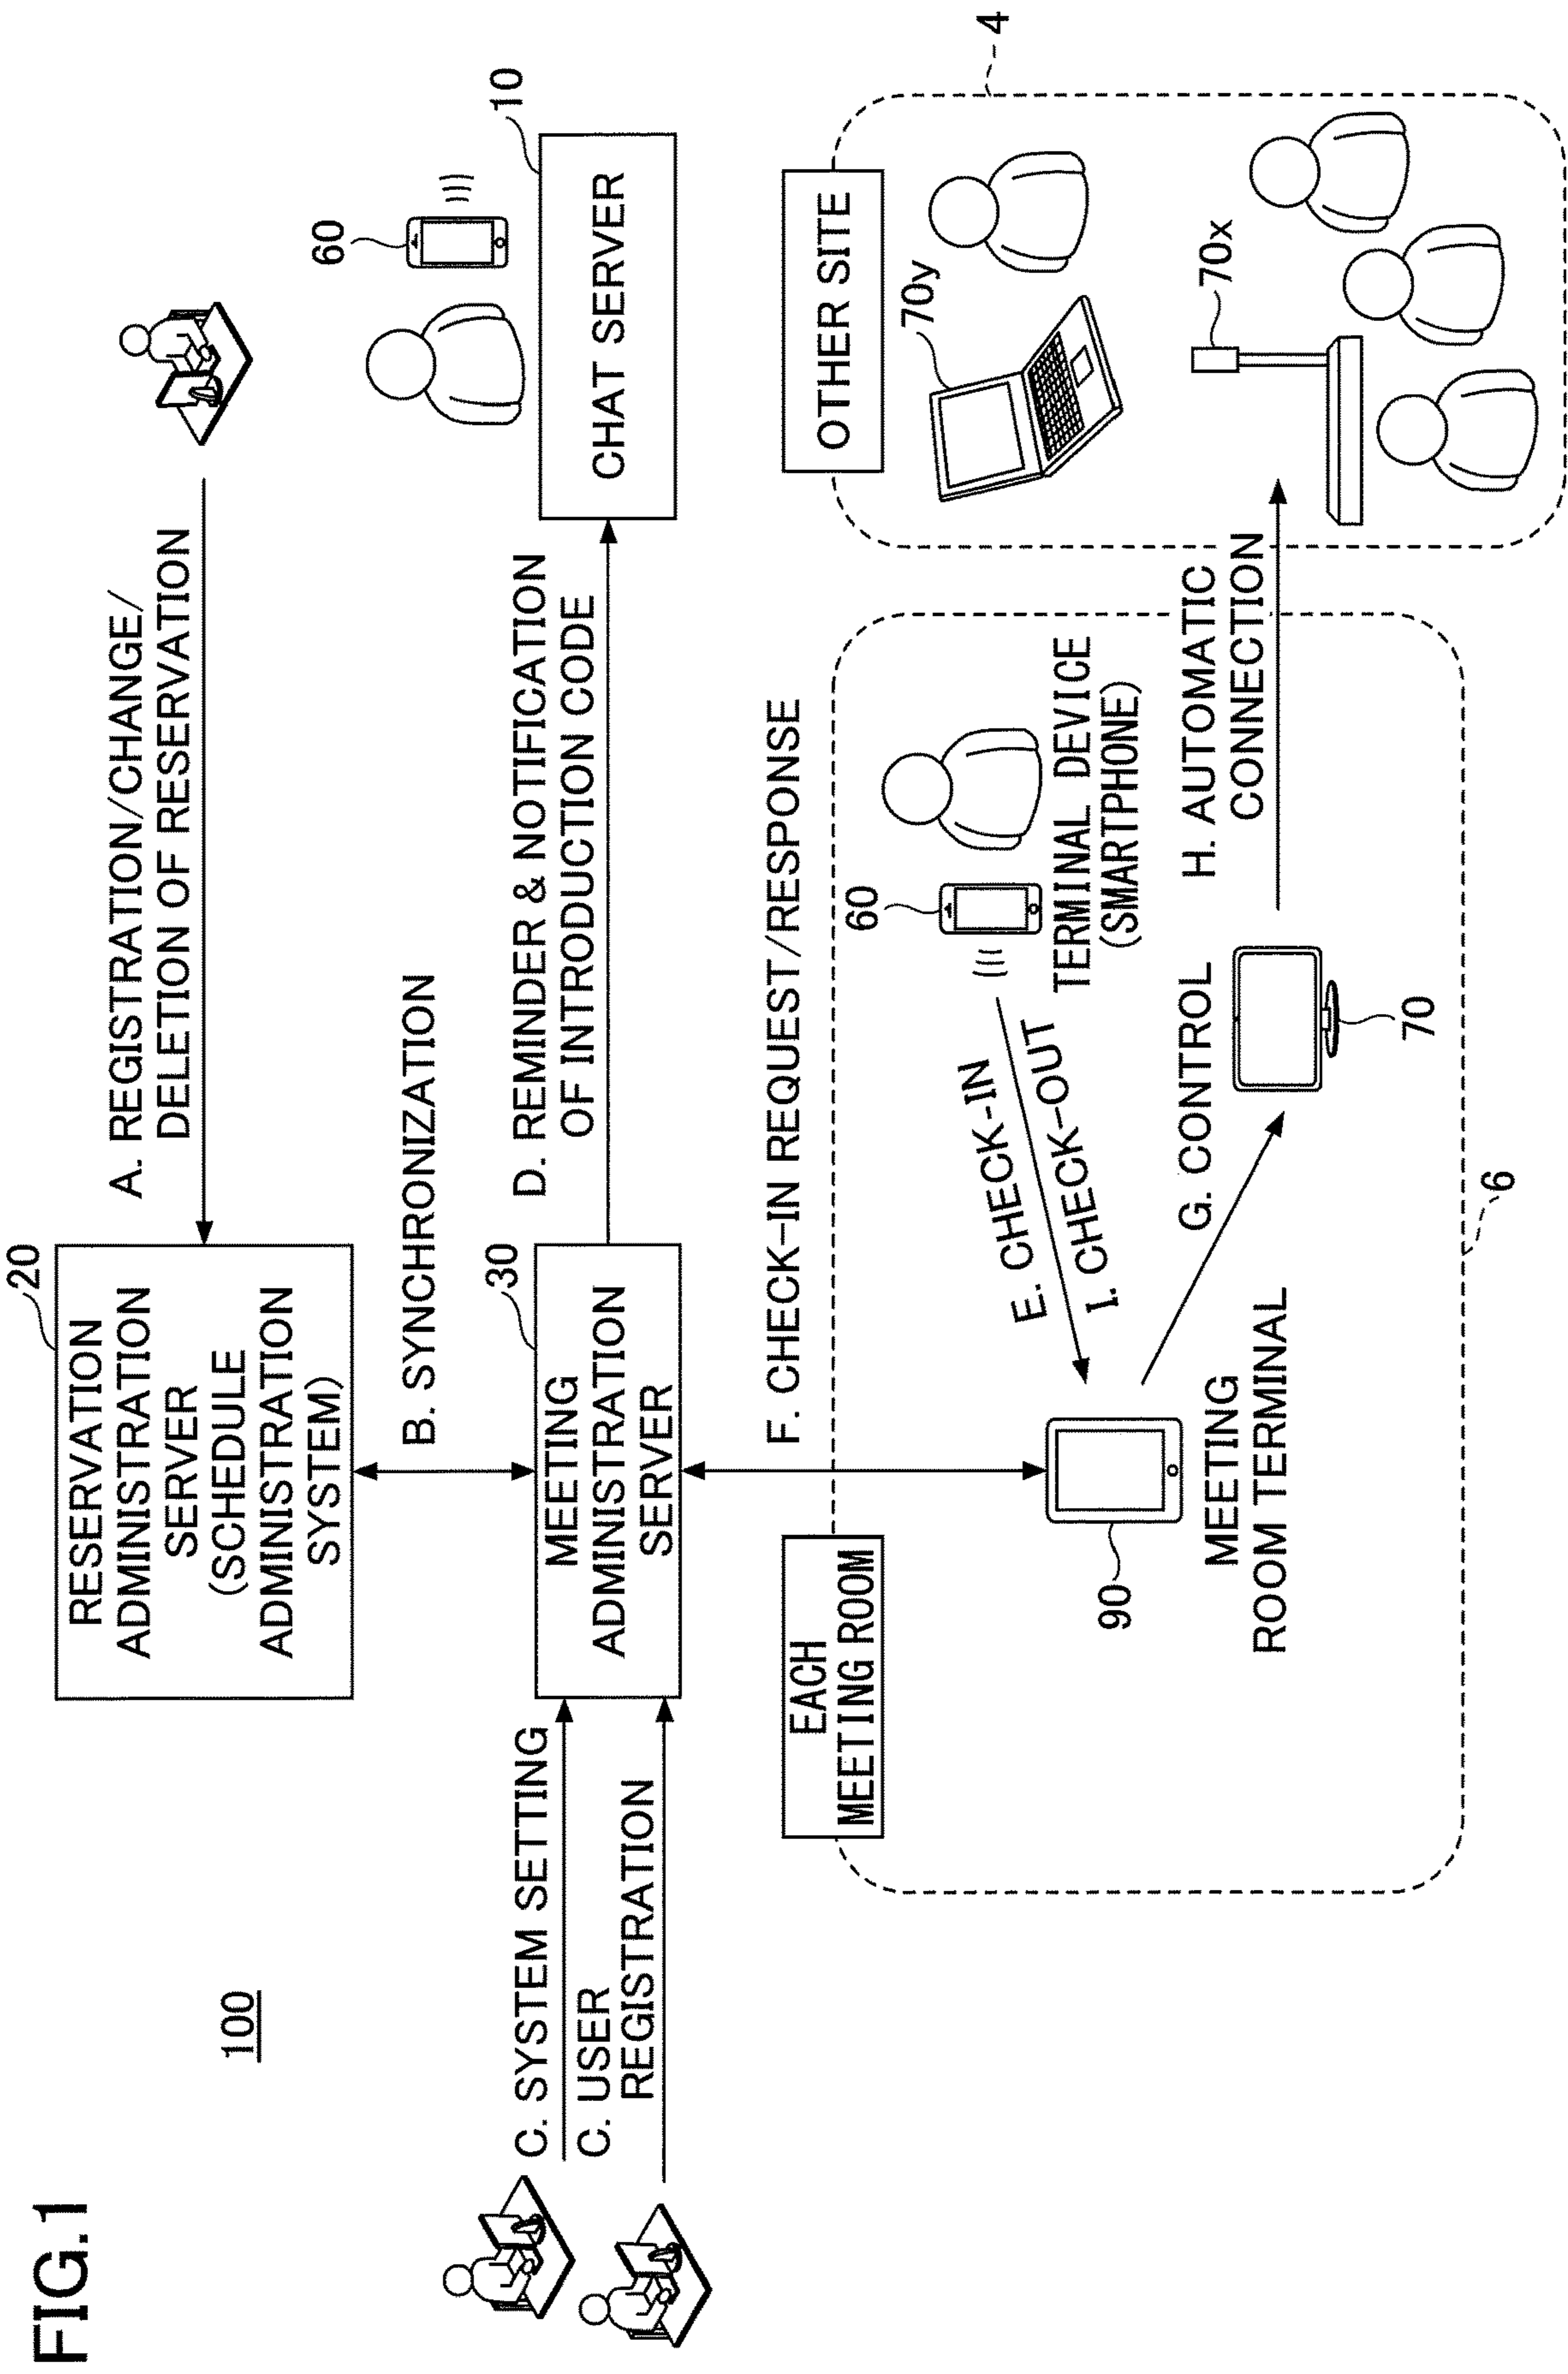 FIG.1
100
20
RESERVATION
ADMINISTRATION
SERVER
(SCHEDULE
ADMINISTRATION
SYSTEM)
A. REGISTRATION/CHANGE/
DELETION OF RESERVATION
B. SYNCHRONIZATION
C. SYSTEM SETTING
C. USER
REGISTRATION
30
MEETING
ADMINISTRATION
SERVER
D. REMINDER & NOTIFICATION
OF INTRODUCTION CODE
60
10
CHAT SERVER
F. CHECK-IN REQUEST/RESPONSE
EACH
MEETING ROOM
90
MEETING
ROOM TERMINAL
E. CHECK-IN
I. CHECK-OUT
60
TERMINAL DEVICE
(SMARTPHONE)
G. CONTROL
70
6
H. AUTOMATIC
CONNECTION
OTHER SITE
70y
70x
4